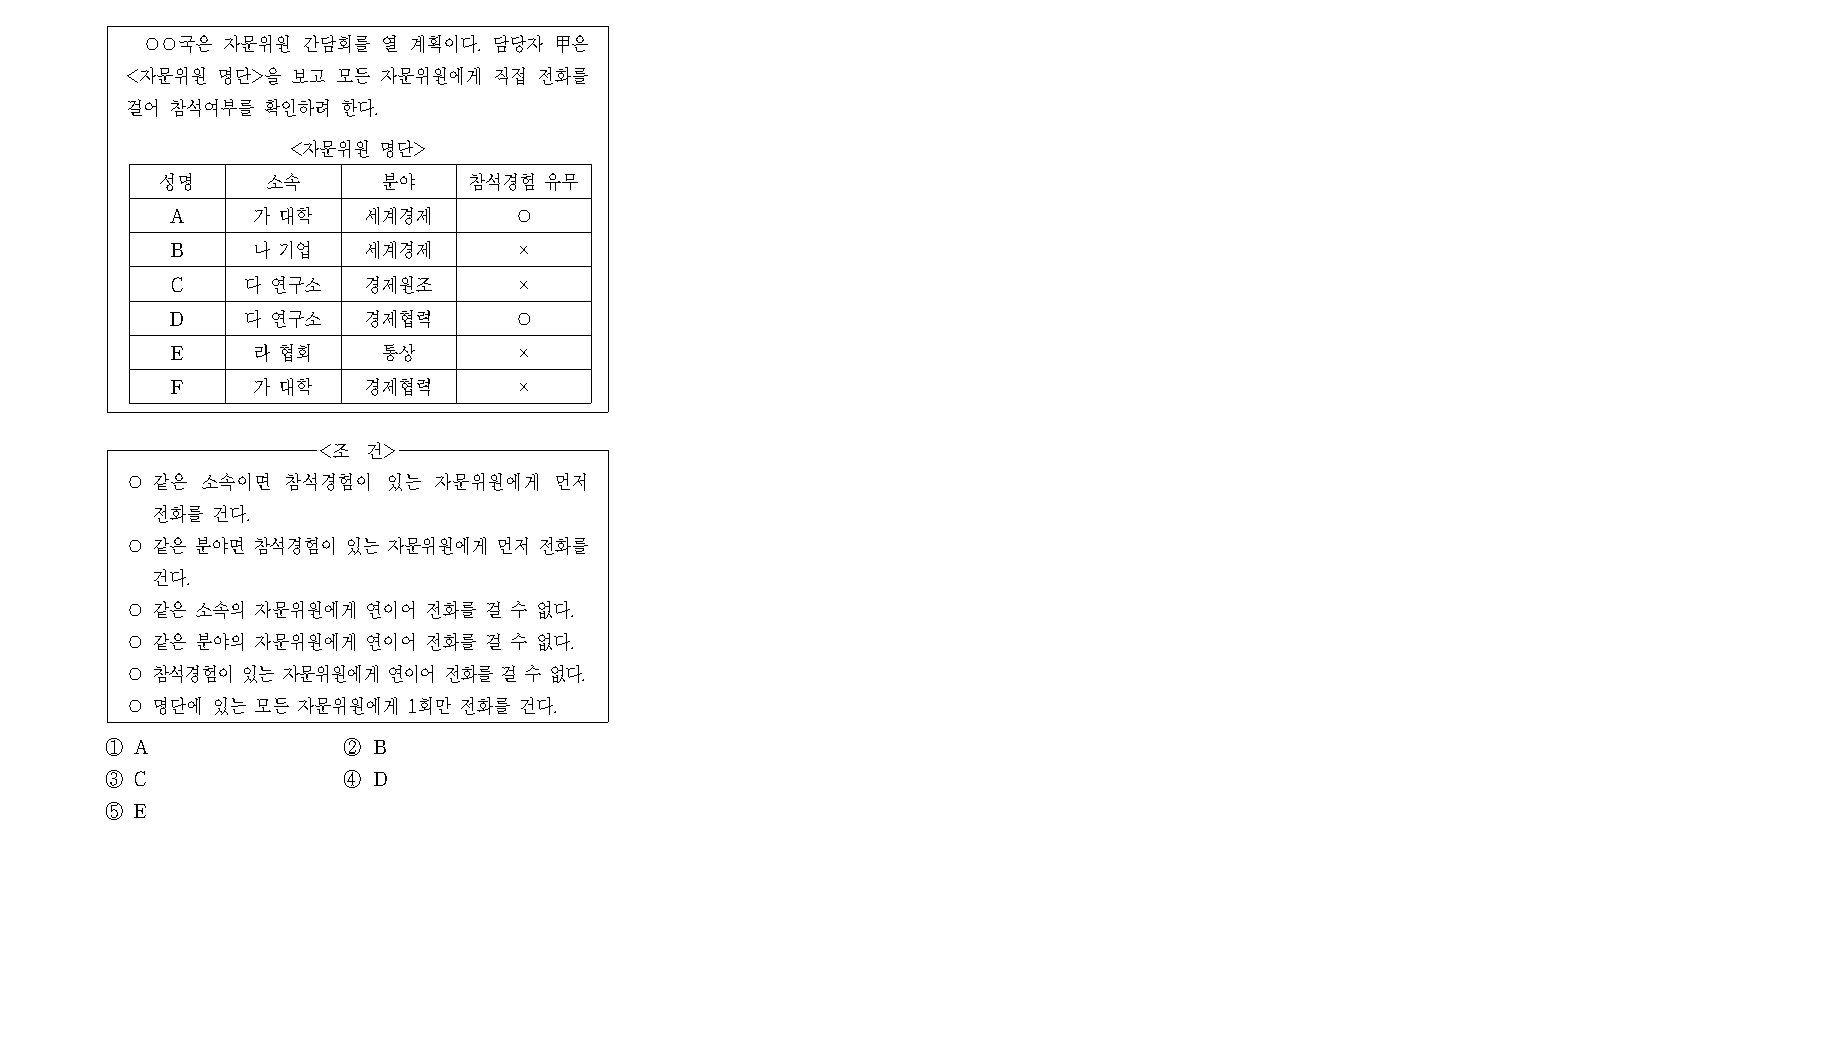 ○○국은 자문위원 간담회를 열 계획이다. 담당자 甲은
<자문위원 명단>을 보고 모든 자문위원에게 직접 전화를
걸어 참석여부를 확인하려 한다.
<자문위원 명단>
성명 소속 분야 참석경험 유무
A 가 대학 세계경제 ○
B 나 기업 세계경제 ×
C 다 연구소 경제원조 ×
D 다 연구소 경제협력 ○
E 라 협회 통상 ×
F 가 대학 경제협력 ×
<조 건>
○ 같은 소속이면 참석경험이 있는 자문위원에게 먼저
전화를 건다.
○ 같은 분야면 참석경험이 있는 자문위원에게 먼저 전화를
건다.
○ 같은 소속의 자문위원에게 연이어 전화를 걸 수 없다.
○ 같은 분야의 자문위원에게 연이어 전화를 걸 수 없다.
○ 참석경험이 있는 자문위원에게 연이어 전화를 걸 수 없다.
○ 명단에 있는 모든 자문위원에게 1회만 전화를 건다.
① A ② B
③ C ④ D
⑤ E